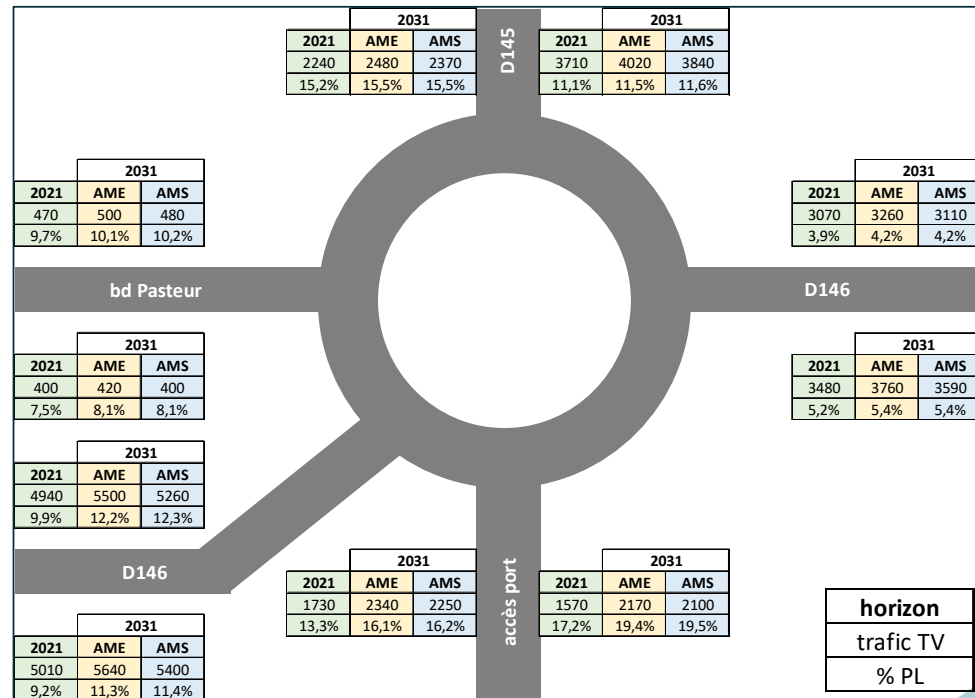 2031
2021 AME AMS
2240 2480 2370
15,2% 15,5% 15,5%
D145
2031
2021 AME AMS
3710 4020 3840
11,1% 11,5% 11,6%
2031
2021 AME AMS
470 500 480
9,7% 10,1% 10,2%
2031
2021 AME AMS
3070 3260 3110
3,9% 4,2% 4,2%
bd Pasteur
D146
2031
2021 AME AMS
400 420 400
7,5% 8,1% 8,1%
2031
2021 AME AMS
3480 3760 3590
5,2% 5,4% 5,4%
2031
2021 AME AMS
4940 5500 5260
9,9% 12,2% 12,3%
D146
2031
2021 AME AMS
1730 2340 2250
13,3% 16,1% 16,2%
accès port
2031
2021 AME AMS
1570 2170 2100
17,2% 19,4% 19,5%
2031
2021 AME AMS
5010 5640 5400
9,2% 11,3% 11,4%
horizon
trafic TV
% PL